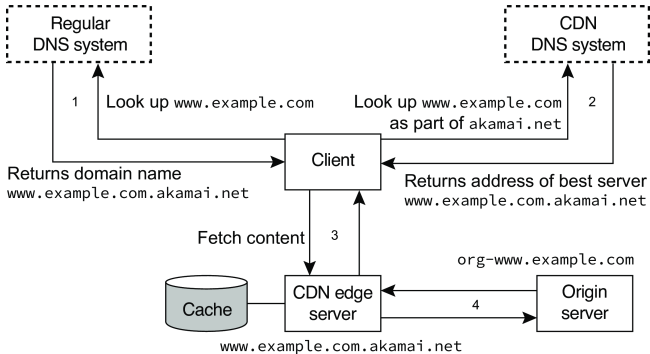 Regular
DNS system
CDN
DNS system
1
Look up www.example.com
Look up www.example.com
as part of akamai.net
2
Client
Returns domain name
www.example.com.akamai.net
Returns address of best server
www.example.com.akamai.net
Fetch content
3
org-www.example.com
Cache
CDN edge
server
4
Origin
server
www.example.com.akamai.net